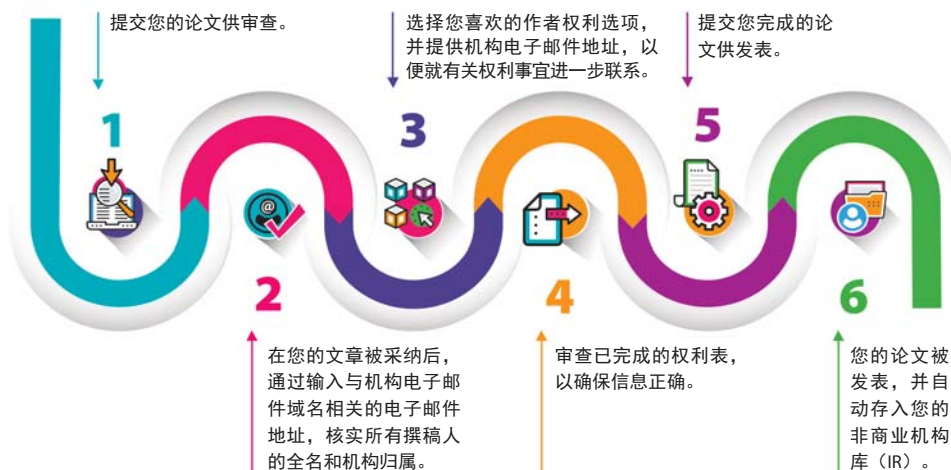 1
提交您的论文供审查。
2
在您的文章被采纳后，
通过输入与机构电子邮
件域名相关的电子邮件
地址，核实所有撰稿人
的全名和机构归属。
3
选择您喜欢的作者权利选项，
并提供机构电子邮件地址，以
便就有关权利事宜进一步联系。
4
审查已完成的权利表，
以确保信息正确。
5
提交您完成的论
文供发表。
6
您的论文被
发表，并自
动存入您的
非商业机构
库（IR）。
@